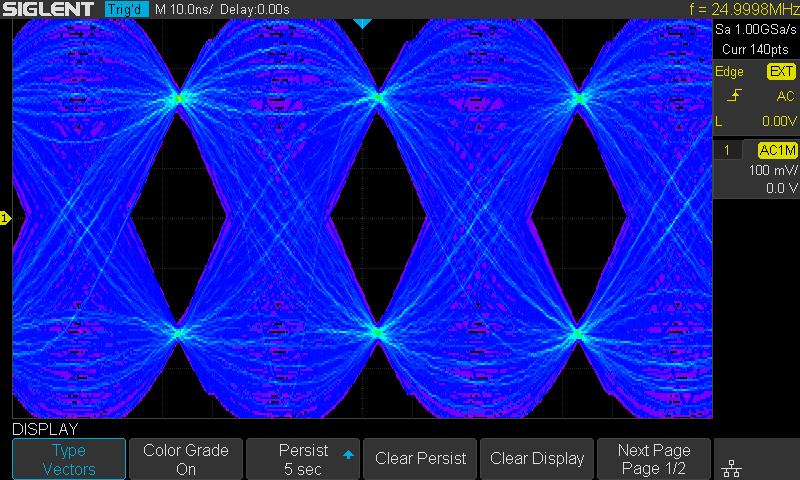 SIGLENT Trig'd M 10.0ns/ Delay:0.00s f = 24.9998MHz
Sa 1.00GSa/s
Curr 140pts
Edge EXT
AC
L 0.00V
1 AC1M
100 mV/
0.0 V
1
DISPLAY
Type
Vectors
Color Grade
On
Persist
5 sec
Clear Persist
Clear Display
Next Page
Page 1/2